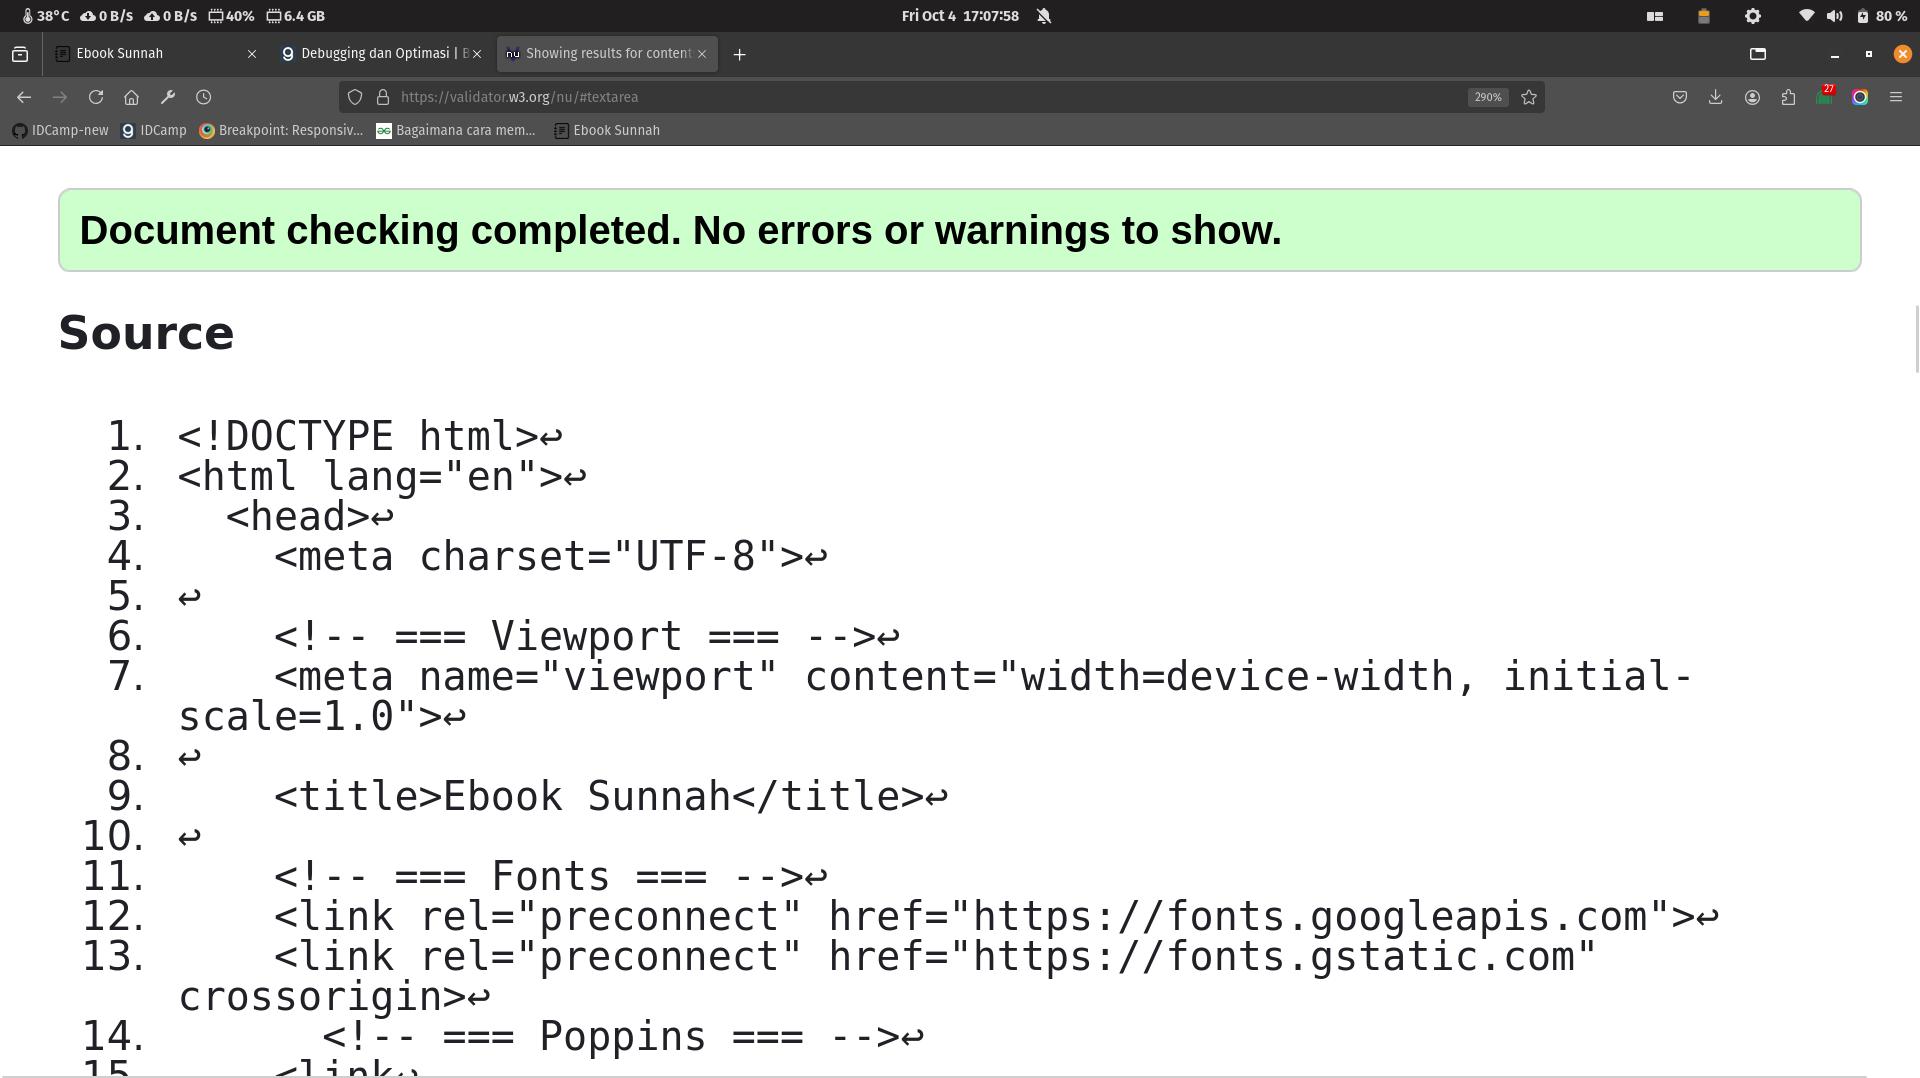 38°C 0 B/s 0 B/s 40% 6.4 GB Fri Oct 4 17:07:58 80 %
Ebook Sunnah Debugging dan Optimasi | B Showing results for content
https://validator.w3.org/nu/#textarea 290% 27
IDCamp-new IDCamp Breakpoint: Responsiv... Bagaimana cara mem... Ebook Sunnah
Document checking completed. No errors or warnings to show.
Source
1. <!DOCTYPE html>↩
2. <html lang="en">↩
3. <head>↩
4. <meta charset="UTF-8">↩
5. ↩
6. <!-- === Viewport === -->↩
7. <meta name="viewport" content="width=device-width, initial-
scale=1.0">↩
8. ↩
9. <title>Ebook Sunnah</title>↩
10. ↩
11. <!-- === Fonts === -->↩
12. <link rel="preconnect" href="https://fonts.googleapis.com">↩
13. <link rel="preconnect" href="https://fonts.gstatic.com"
crossorigin>↩
14. <!-- === Poppins === -->↩
15. <link↩